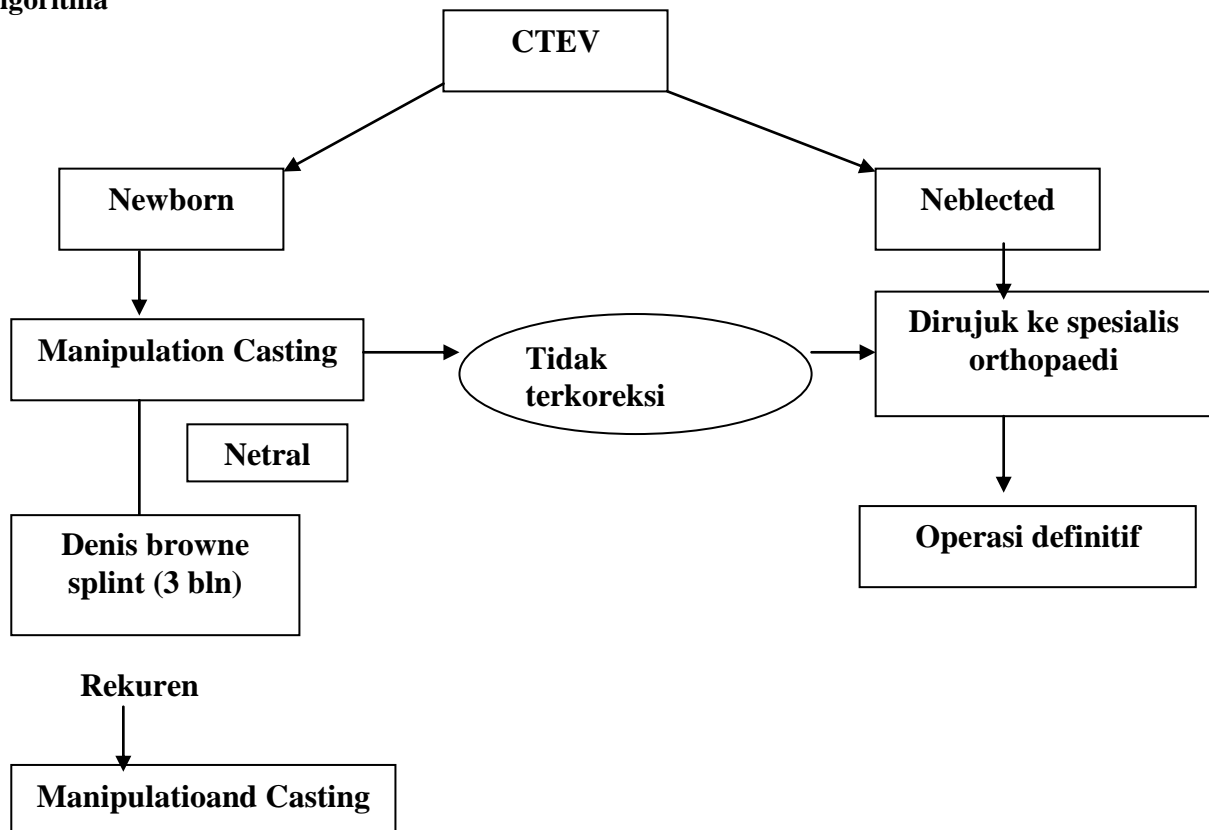 CTEV
Newborn
Neblected
Manipulation Casting
Tidak
terkoreksi
Dirujuk ke spesialis
orthopaedi
Netral
Denis browne
splint (3 bln)
Operasi definitif
Rekuren
Manipulatioand Casting